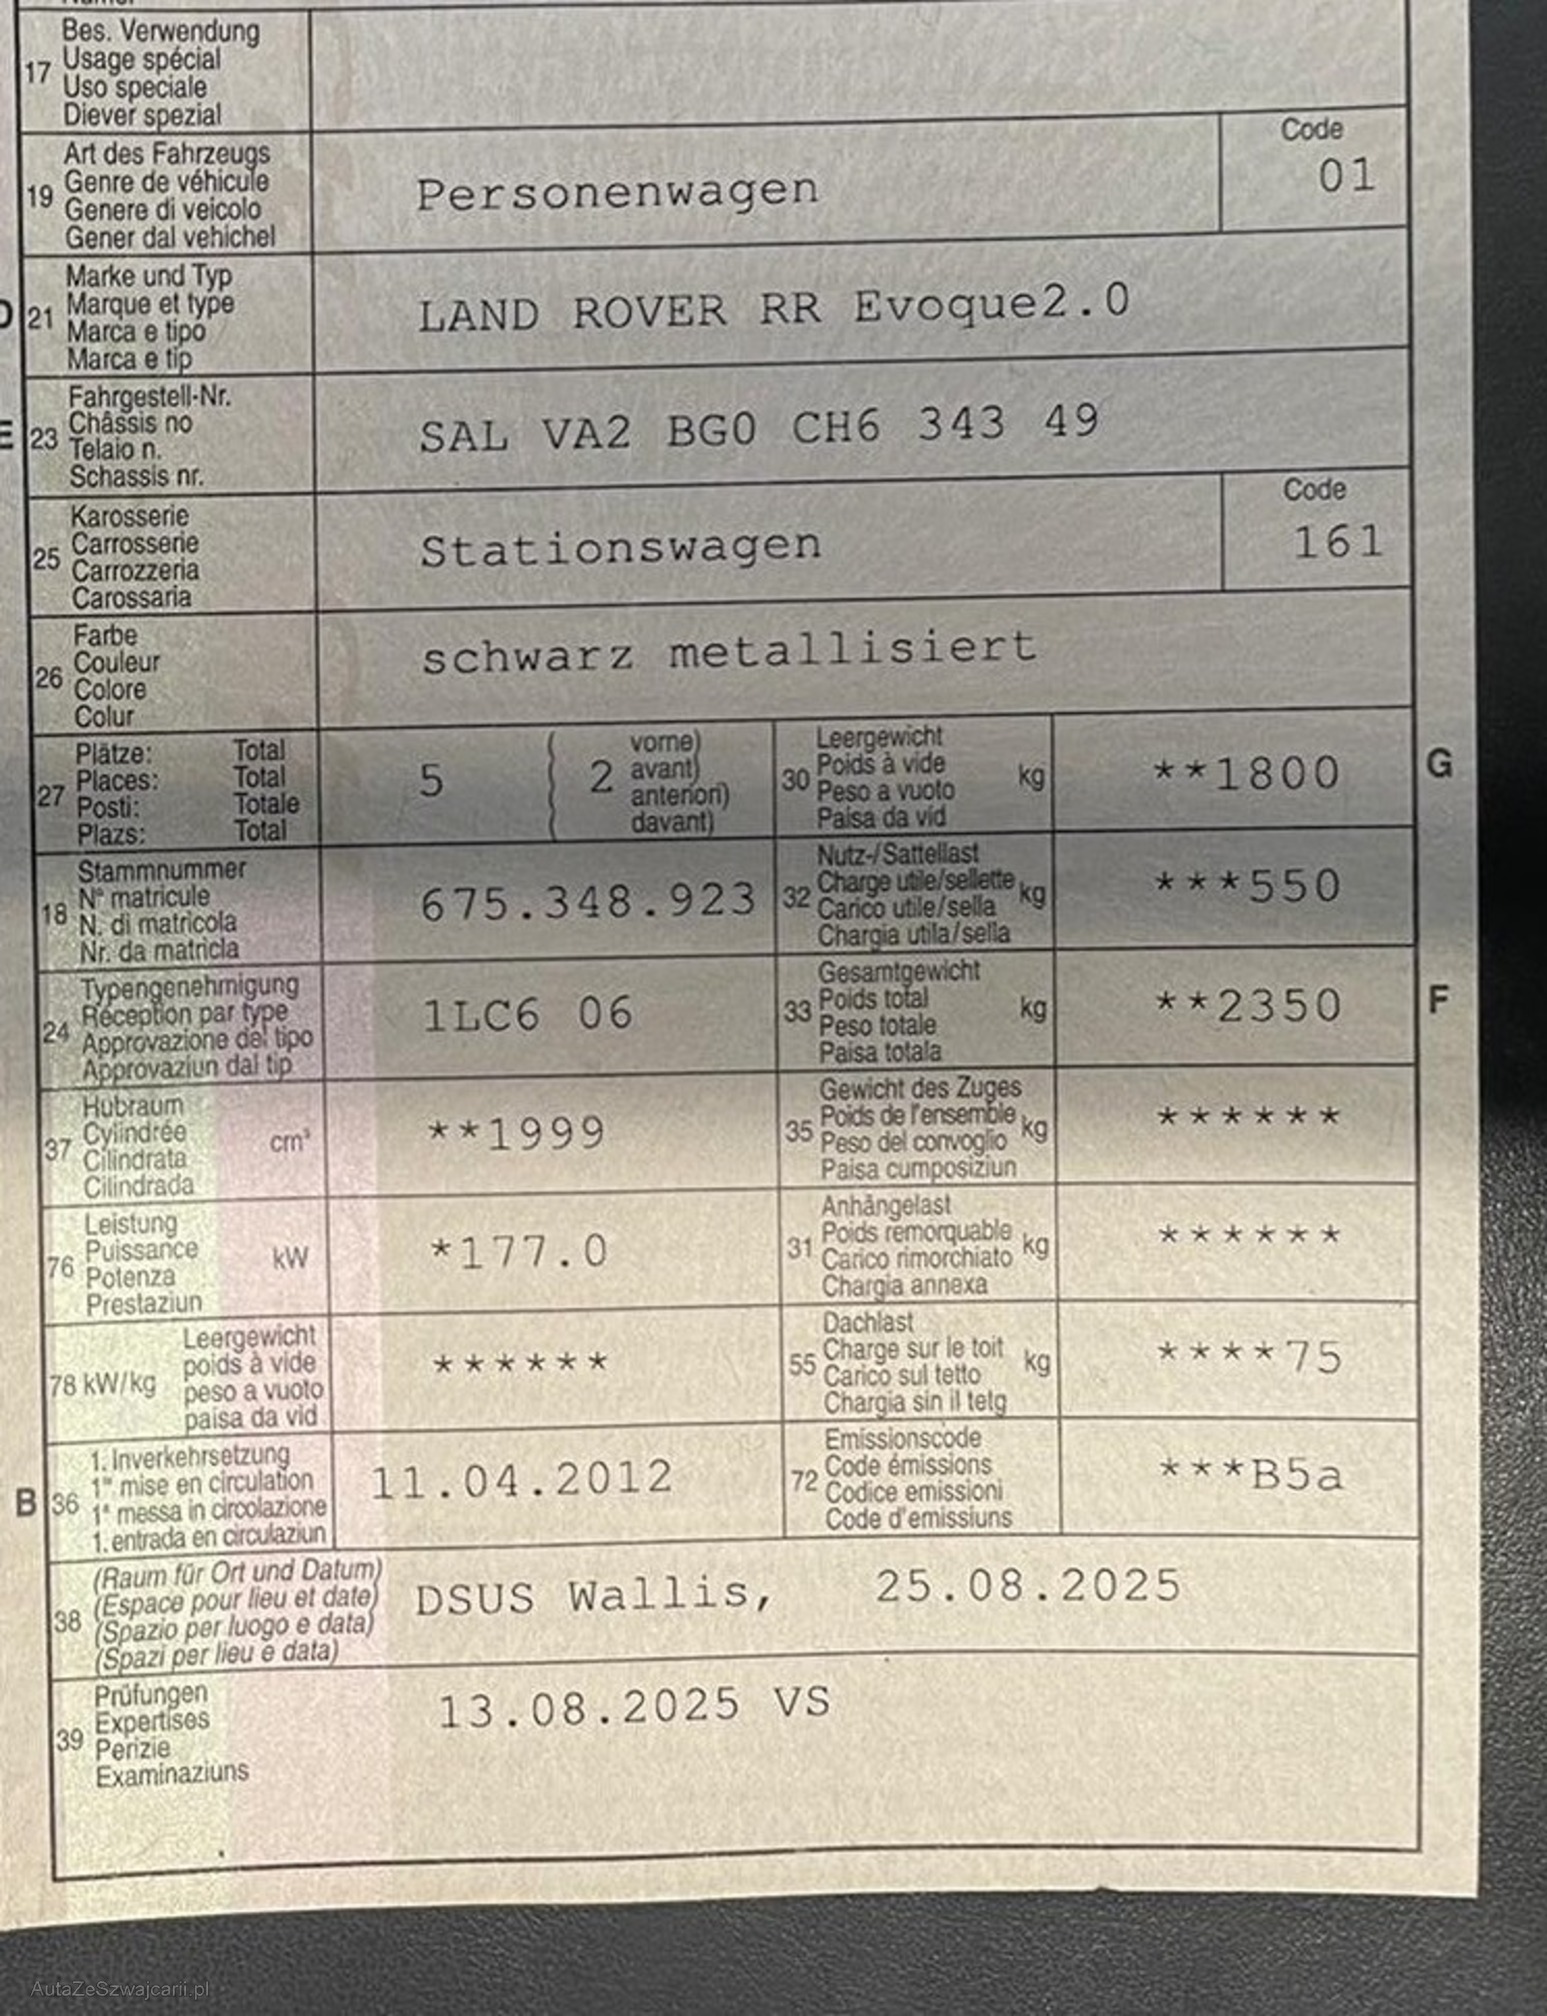 17 Bes. Verwendung
Usage spécial
Uso speciale
Diever spezial
19 Art des Fahrzeugs
Genre de véhicule
Genere di veicolo
Gener dal vehichel
Personenwagen
Code
01
21 Marke und Typ
Marque et type
Marca e tipo
Marca e tip
LAND ROVER RR Evoque2.0
E 23 Fahrgestell-Nr.
Châssis no
Telaio n.
Schassis nr.
SAL VA2 BG0 CH6 343 49
25 Karosserie
Carrosserie
Carrozzeria
Carossaria
Stationswagen
Code
161
26 Farbe
Couleur
Colore
Colur
schwarz metallisiert
27 Plätze: Total
Places: Total
Posti: Totale
Plazs: Total
5 ( 2 vorne)
avant)
anteriori)
davant)
30 Leergewicht
Poids à vide
Peso a vuoto
Paisa da vid
kg
**1800
G
18 Stammnummer
N° matricule
N. di matricola
Nr. da matricla
675.348.923
32 Nutz-/Sattellast
Charge utile/sellette
Carico utile/sella
Chargia utila/sella
kg
***550
24 Typengenehmigung
Réception par type
Approvazione del tipo
Approvaziun dal tip
1LC6 06
33 Gesamtgewicht
Poids total
Peso totale
Paisa totala
kg
**2350
F
37 Hubraum
Cylindrée
Cilindrata
Cilindrada
cm³
**1999
35 Gewicht des Zuges
Poids de l'ensemble
Peso del convoglio
Paisa cumposiziun
kg
******
76 Leistung
Puissance
Potenza
Prestaziun
kW
*177.0
31 Anhängelast
Poids remorquable
Carico rimorchiato
Chargia annexa
kg
******
78 kW/kg
Leergewicht
poids à vide
peso a vuoto
paisa da vid
******
55 Dachlast
Charge sur le toit
Carico sul tetto
Chargia sin il tetg
kg
****75
B 36 1. Inverkehrsetzung
1re mise en circulation
1a messa in circolazione
1. entrada en circulaziun
11.04.2012
72 Emissionscode
Code émissions
Codice emissioni
Code d'emissiuns
***B5a
38 (Raum für Ort und Datum)
(Espace pour lieu et date)
(Spazio per luogo e data)
(Spazi per lieu e data)
DSUS Wallis, 25.08.2025
39 Prüfungen
Expertises
Perizie
Examinaziuns
13.08.2025 VS
AutaZeSzwajcarii.pl